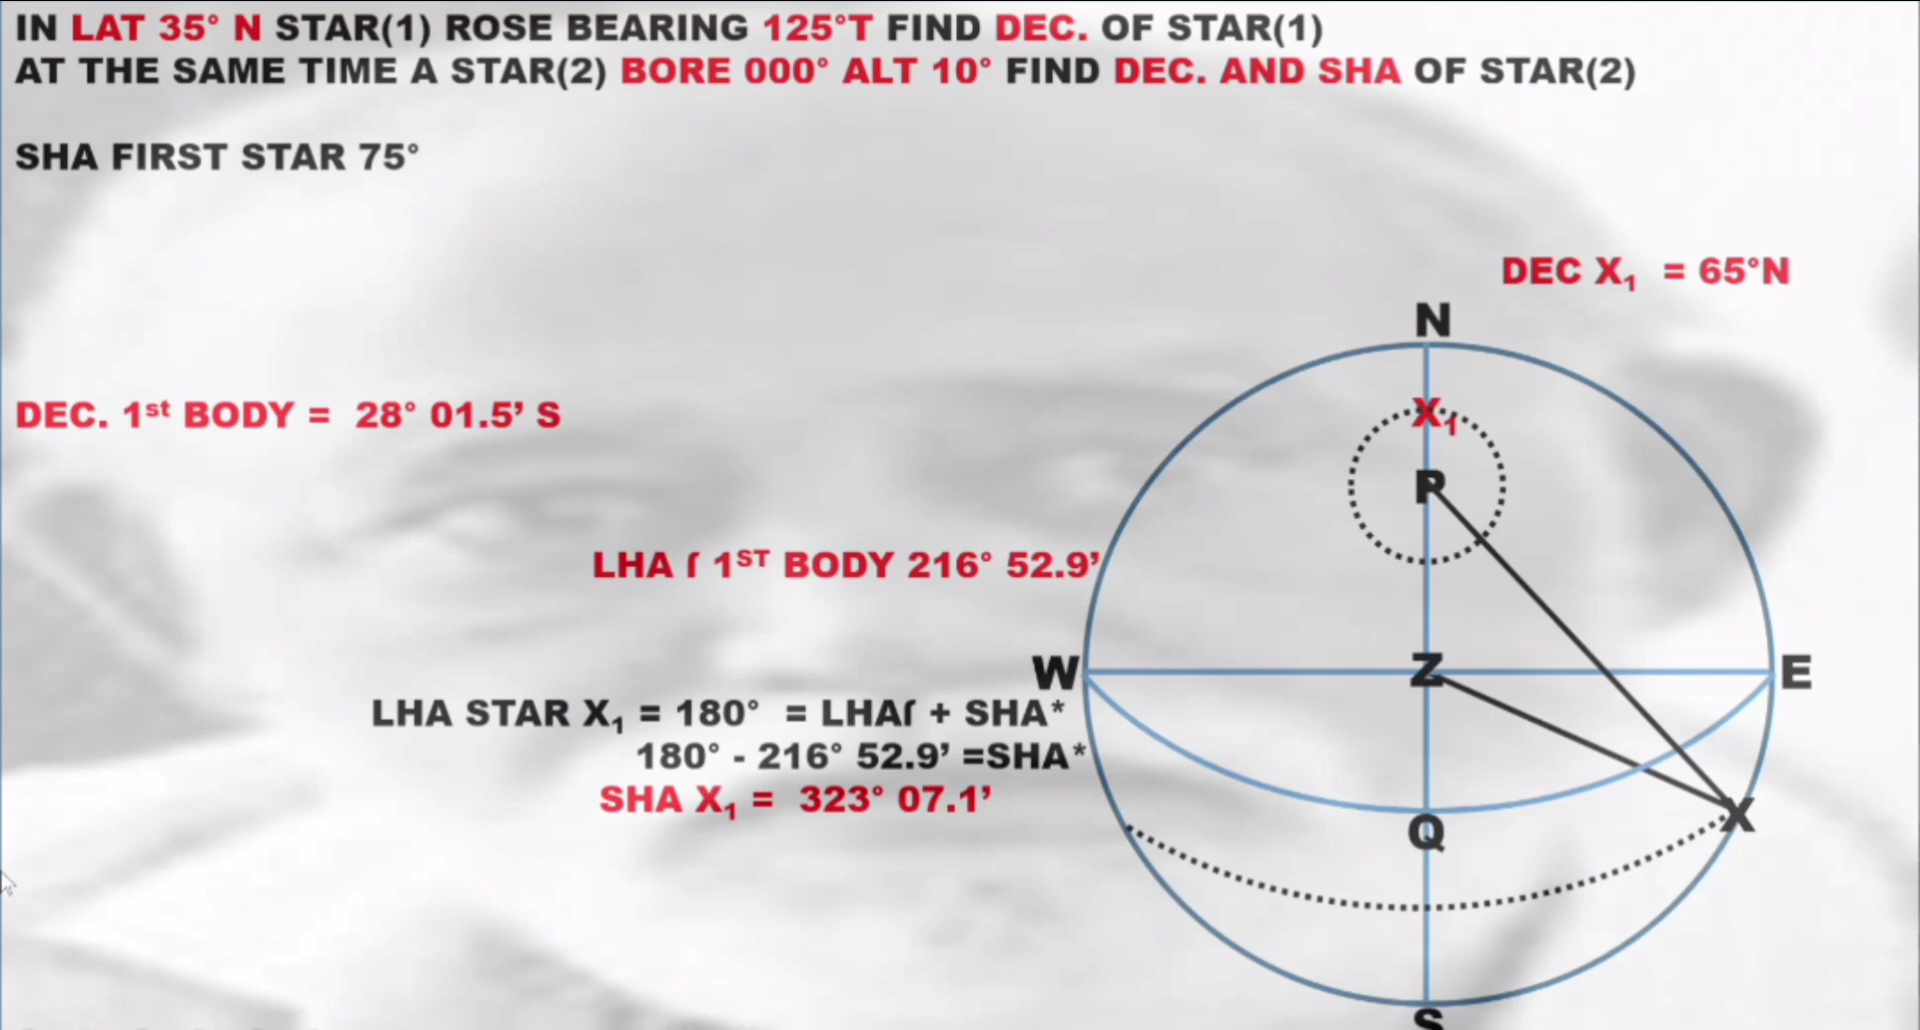 IN LAT 35° N STAR(1) ROSE BEARING 125°T FIND DEC. OF STAR(1)
AT THE SAME TIME A STAR(2) BORE 000° ALT 10° FIND DEC. AND SHA OF STAR(2)
SHA FIRST STAR 75°
DEC X₁ = 65°N
N
DEC. 1st BODY = 28° 01.5’ S
X₁
P
LHA ɼ 1ST BODY 216° 52.9’
W
Z
E
LHA STAR X₁ = 180° = LHAɼ + SHA*
180° - 216° 52.9’ =SHA*
SHA X₁ = 323° 07.1’
X
Q
S